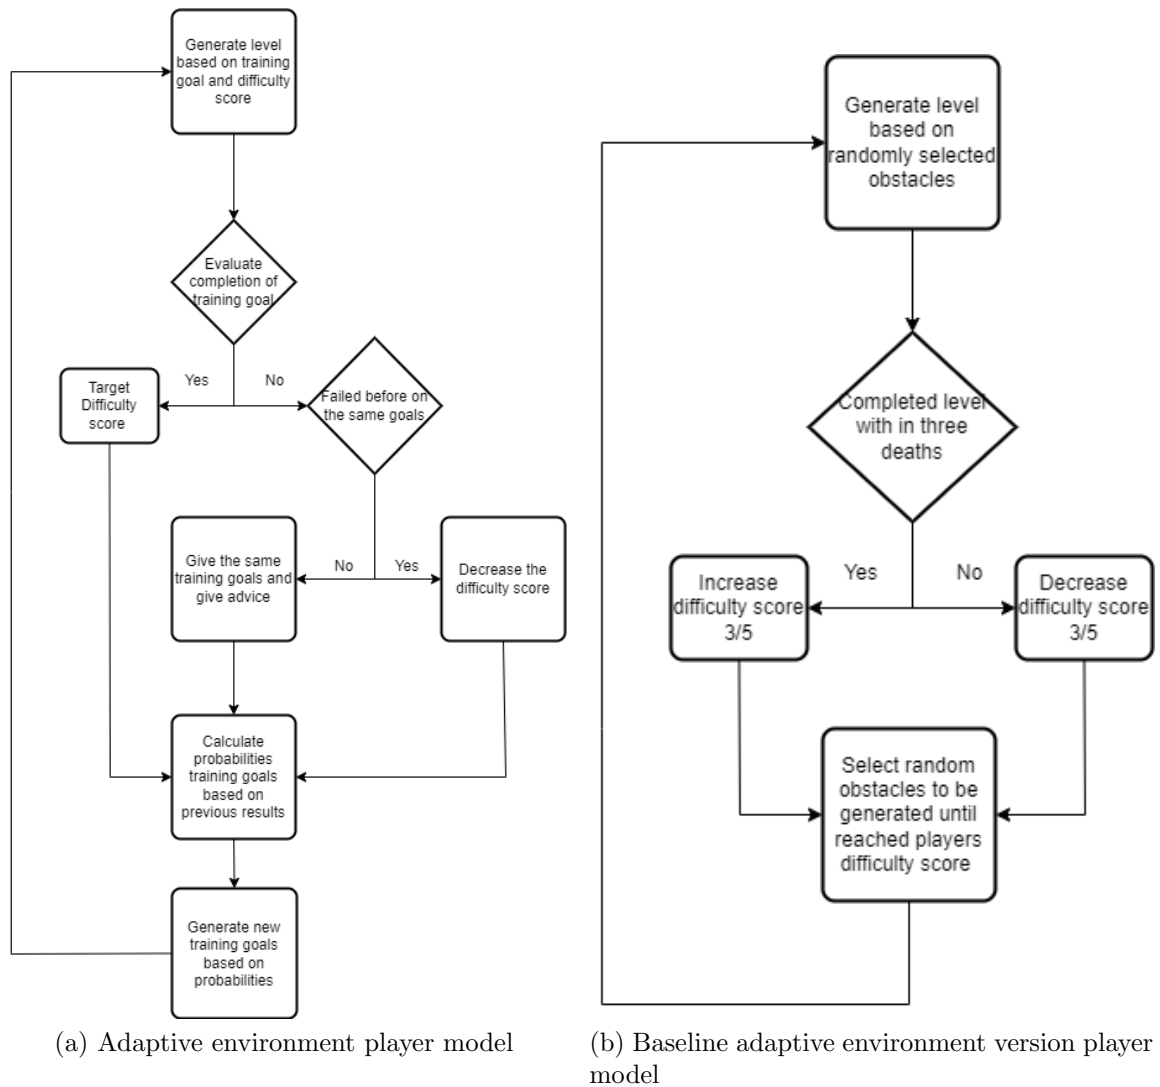 Generate level
based on training
goal and difficulty
score
Evaluate
completion of
training goal
Yes
No
Target
Difficulty
score
Failed before on
the same goals
Give the same
training goals and
give advice
No
Yes
Decrease the
difficulty score
Calculate
probabilities
training goals
based on
previous results
Generate new
training goals
based on
probabilities
(a) Adaptive environment player model
Generate level
based on
randomly selected
obstacles
Completed level
with in three
deaths
Yes
No
Increase
difficulty score
3/5
Decrease
difficulty score
3/5
Select random
obstacles to be
generated until
reached players
difficulty score
(b) Baseline adaptive environment version player
model